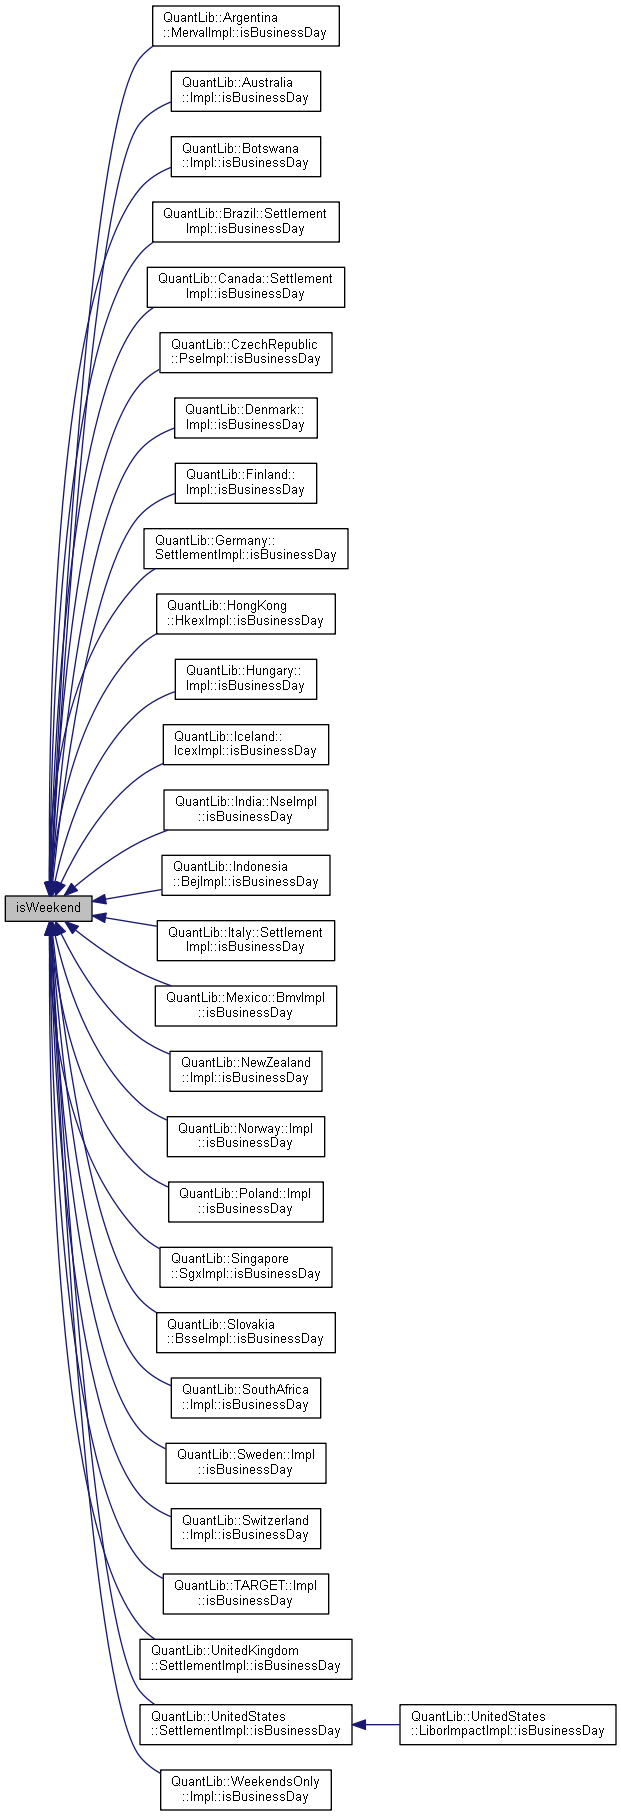 QuantLib::Argentina
::MervalImpl::isBusinessDay
QuantLib::Australia
::Impl::isBusinessDay
QuantLib::Botswana
::Impl::isBusinessDay
QuantLib::Brazil::Settlement
Impl::isBusinessDay
QuantLib::Canada::Settlement
Impl::isBusinessDay
QuantLib::CzechRepublic
::PseImpl::isBusinessDay
QuantLib::Denmark::
Impl::isBusinessDay
QuantLib::Finland::
Impl::isBusinessDay
QuantLib::Germany::
SettlementImpl::isBusinessDay
QuantLib::HongKong
::HkexImpl::isBusinessDay
QuantLib::Hungary::
Impl::isBusinessDay
QuantLib::Iceland::
IcexImpl::isBusinessDay
QuantLib::India::NseImpl
::isBusinessDay
QuantLib::Indonesia
::BejImpl::isBusinessDay
isWeekend
QuantLib::Italy::Settlement
Impl::isBusinessDay
QuantLib::Mexico::BmvImpl
::isBusinessDay
QuantLib::NewZealand
::Impl::isBusinessDay
QuantLib::Norway::Impl
::isBusinessDay
QuantLib::Poland::Impl
::isBusinessDay
QuantLib::Singapore
::SgxImpl::isBusinessDay
QuantLib::Slovakia
::BsseImpl::isBusinessDay
QuantLib::SouthAfrica
::Impl::isBusinessDay
QuantLib::Sweden::Impl
::isBusinessDay
QuantLib::Switzerland
::Impl::isBusinessDay
QuantLib::TARGET::Impl
::isBusinessDay
QuantLib::UnitedKingdom
::SettlementImpl::isBusinessDay
QuantLib::UnitedStates
::SettlementImpl::isBusinessDay
QuantLib::UnitedStates
::LiborImpactImpl::isBusinessDay
QuantLib::WeekendsOnly
::Impl::isBusinessDay